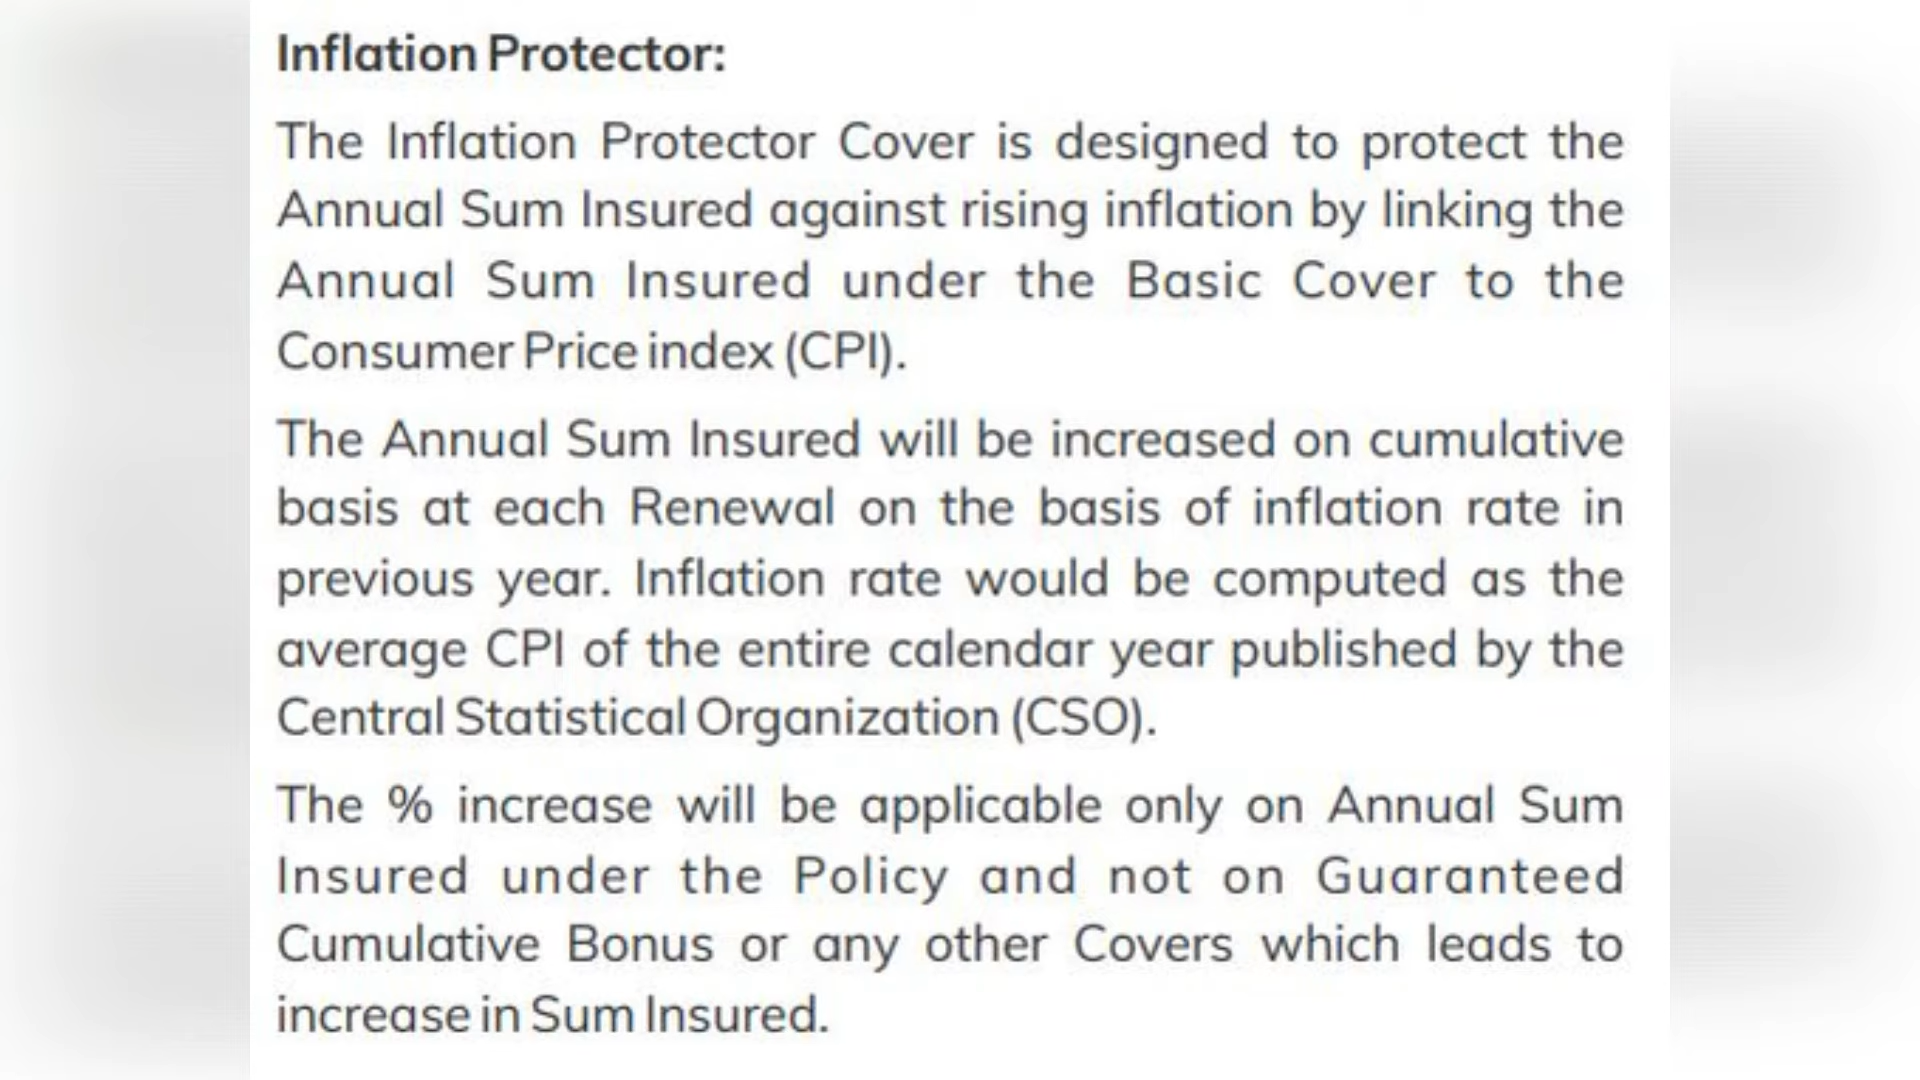 Inflation Protector:
The Inflation Protector Cover is designed to protect the
Annual Sum Insured against rising inflation by linking the
Annual Sum Insured under the Basic Cover to the
Consumer Price index (CPI).
The Annual Sum Insured will be increased on cumulative
basis at each Renewal on the basis of inflation rate in
previous year. Inflation rate would be computed as the
average CPI of the entire calendar year published by the
Central Statistical Organization (CSO).
The % increase will be applicable only on Annual Sum
Insured under the Policy and not on Guaranteed
Cumulative Bonus or any other Covers which leads to
increase in Sum Insured.